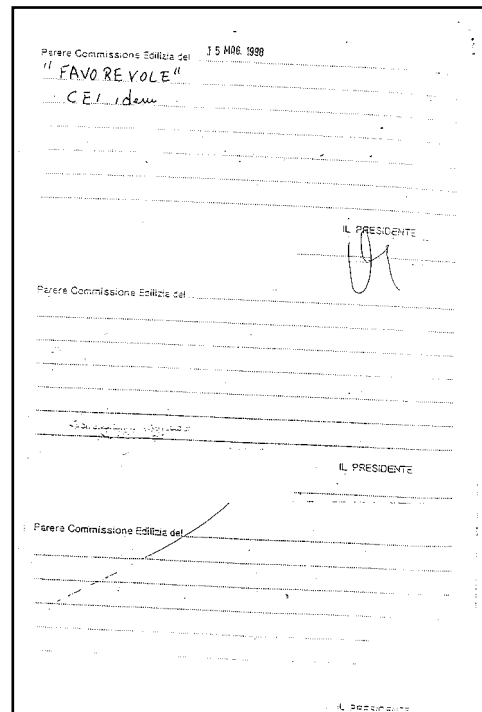 Parere Commissione Edilizia del 15 MAG. 1998
"FAVOREVOLE"
CEI idem
IL PRESIDENTE
Parere Commissione Edilizia del
IL PRESIDENTE
Parere Commissione Edilizia del
IL PRESIDENTE